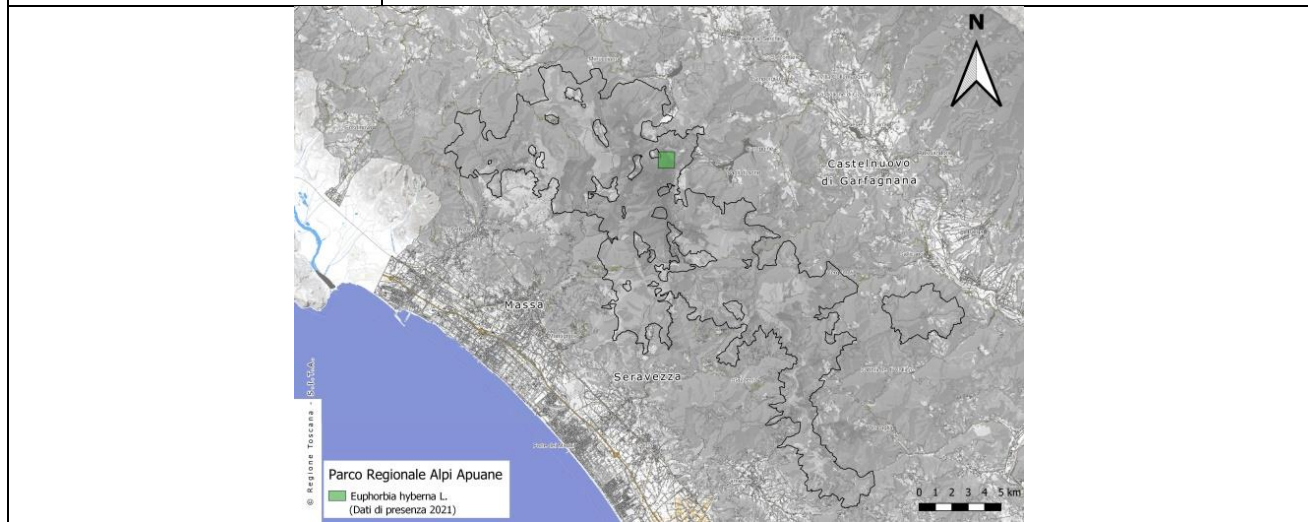 N
Castelnuovo
di Garfagnana
Massa
Seravezza
© Regione Toscana - S.I.T.A.
Parco Regionale Alpi Apuane
Euphorbia hyberna L.
(Dati di presenza 2021)
0 1 2 3 4 5 km